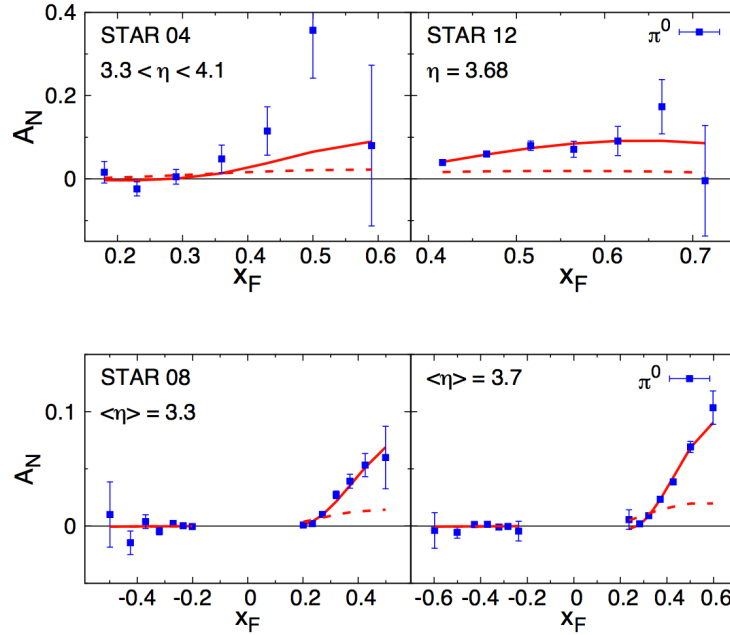 STAR 04
3.3 < η < 4.1
A_N
0.4
0.2
0
0.2 0.3 0.4 0.5 0.6
x_F
STAR 12
π^0
η = 3.68
0.4 0.5 0.6 0.7
x_F
STAR 08
<η> = 3.3
A_N
0.1
0
-0.4 -0.2 0 0.2 0.4
x_F
<η> = 3.7
π^0
-0.6 -0.4 -0.2 0 0.2 0.4 0.6
x_F